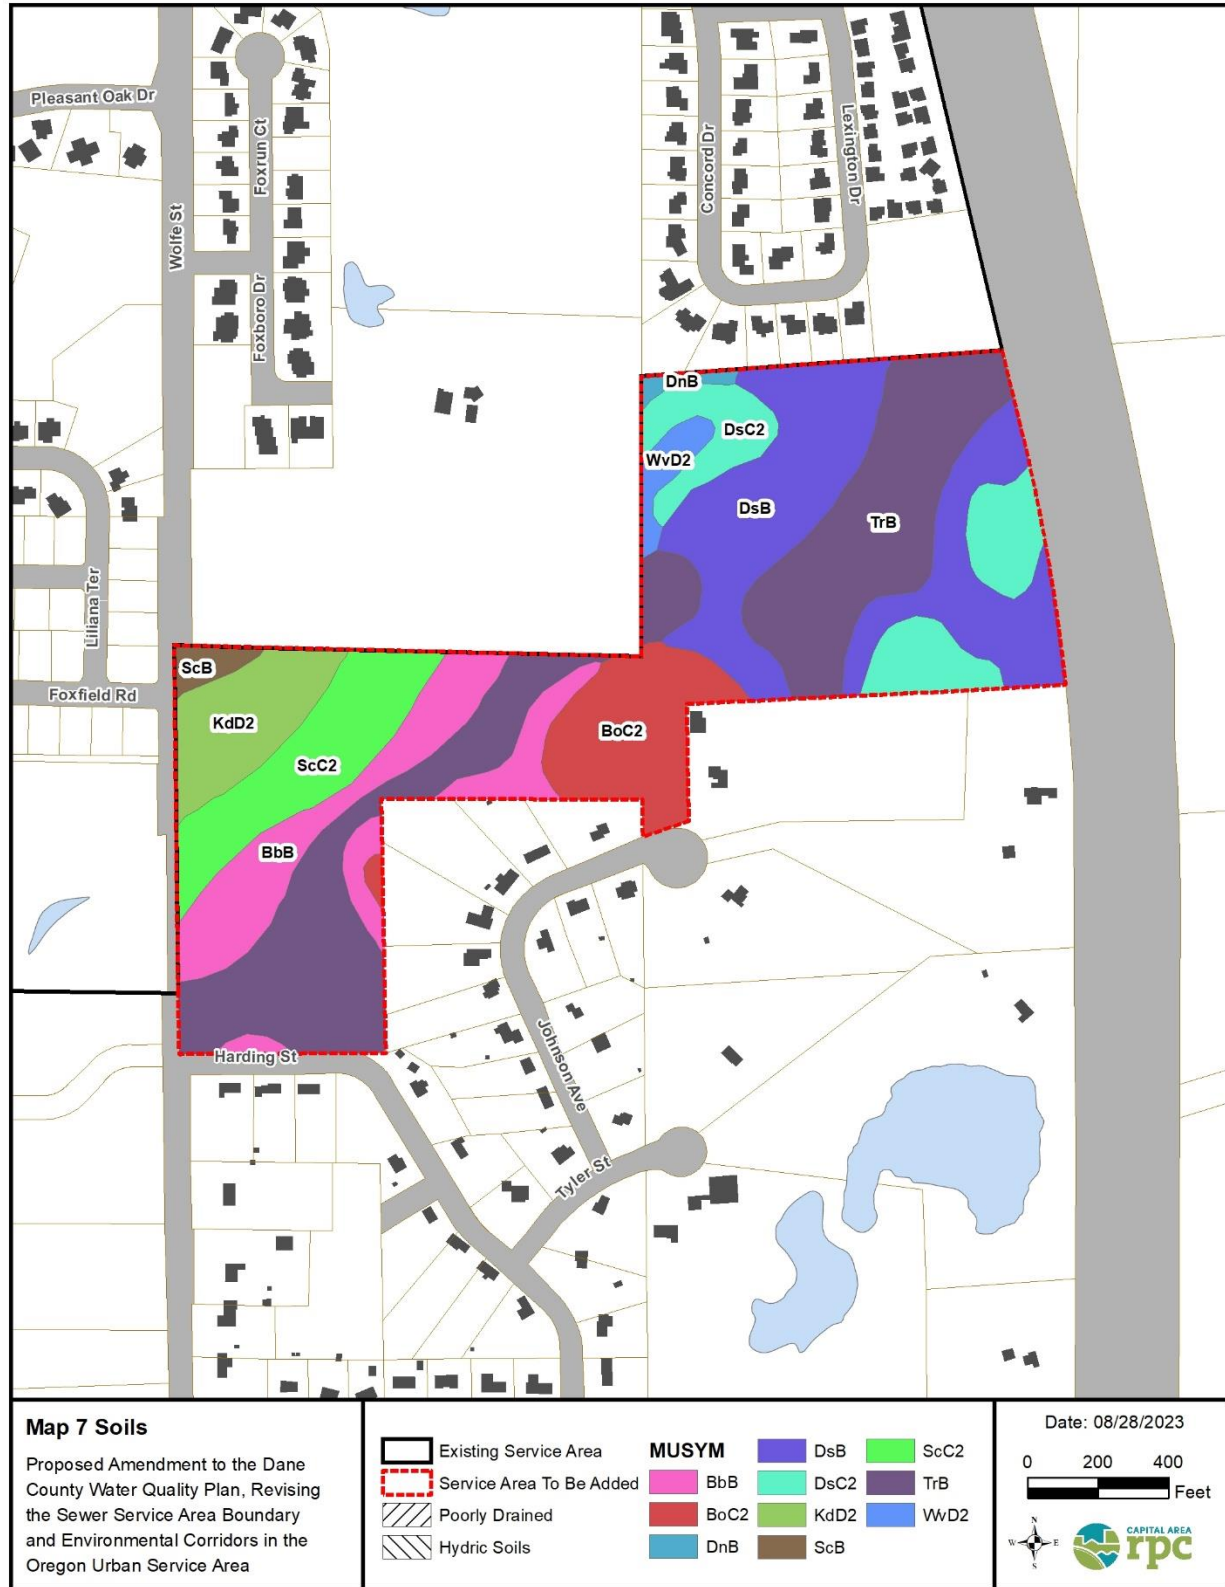 Pleasant Oak Dr
Wolfe St
Foxrun Ct
Foxboro Dr
Concord Dr
Lexington Dr
Liliana Ter
Foxfield Rd
DnB
DsC2
WvD2
DsB
TrB
ScB
KdD2
ScC2
BoC2
BbB
Harding St
Johnson Ave
Tyler St
Map 7 Soils
Proposed Amendment to the Dane
County Water Quality Plan, Revising
the Sewer Service Area Boundary
and Environmental Corridors in the
Oregon Urban Service Area
Existing Service Area
Service Area To Be Added
Poorly Drained
Hydric Soils
MUSYM
BbB
BoC2
DnB
DsB
DsC2
KdD2
ScB
ScC2
TrB
WvD2
Date: 08/28/2023
0 200 400
Feet
N
W E
S
CAPITAL AREA
rpc